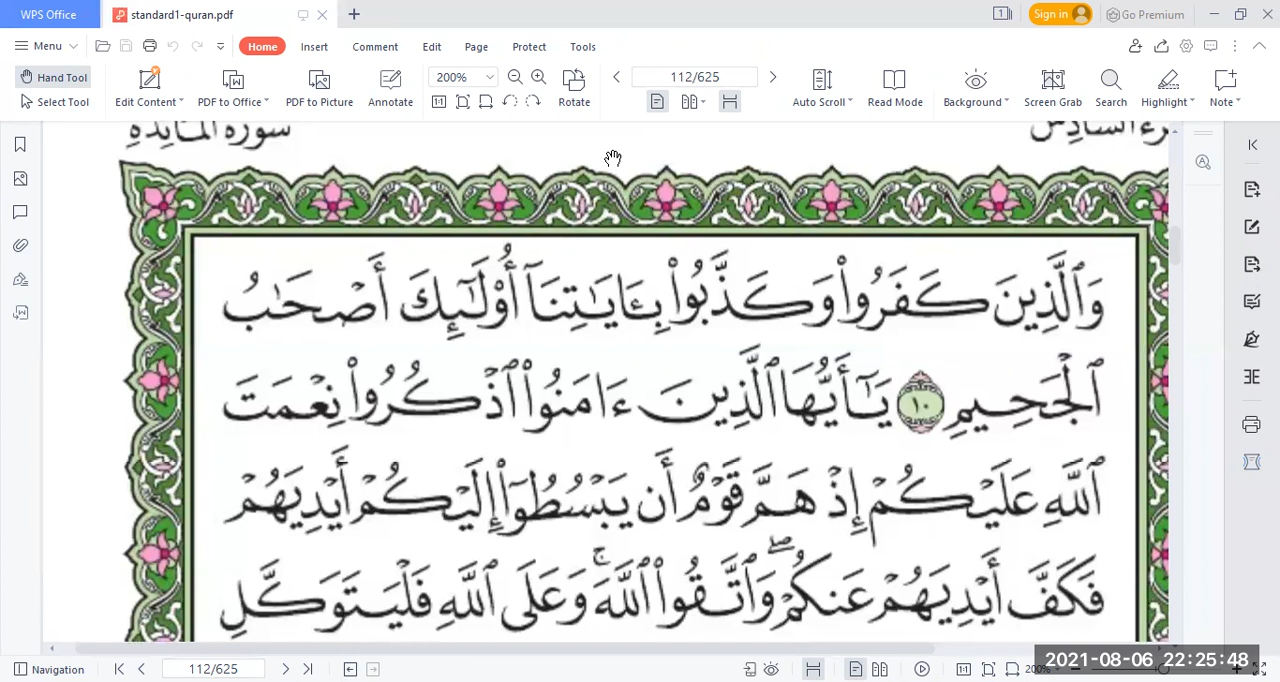 WPS Office
standard1-quran.pdf
Sign in
Go Premium
Menu
Home
Insert
Comment
Edit
Page
Protect
Tools
Hand Tool
Select Tool
Edit Content
PDF to Office
PDF to Picture
Annotate
200%
Rotate
112/625
Auto Scroll
Read Mode
Background
Screen Grab
Search
Highlight
Note
سورة المائدة
وَٱلَّذِينَ كَفَرُوا۟ وَكَذَّبُوا۟ بِـَٔايَـٰتِنَآ أُو۟لَـٰٓئِكَ أَصْحَـٰبُ
ٱلْجَحِيمِ ١٠ يَـٰٓأَيُّهَا ٱلَّذِينَ ءَامَنُوا۟ ٱذْكُرُوا۟ نِعْمَتَ
ٱللَّهِ عَلَيْكُمْ إِذْ هَمَّ قَوْمٌ أَن يَبْسُطُوٓا۟ إِلَيْكُمْ أَيْدِيَهُمْ
فَكَفَّ أَيْدِيَهُمْ عَنكُمْ ۖ وَٱتَّقُوا۟ ٱللَّهَ ۚ وَعَلَى ٱللَّهِ فَلْيَتَوَكَّلِ
Navigation
112/625
200%
2021-08-06 22:25:48